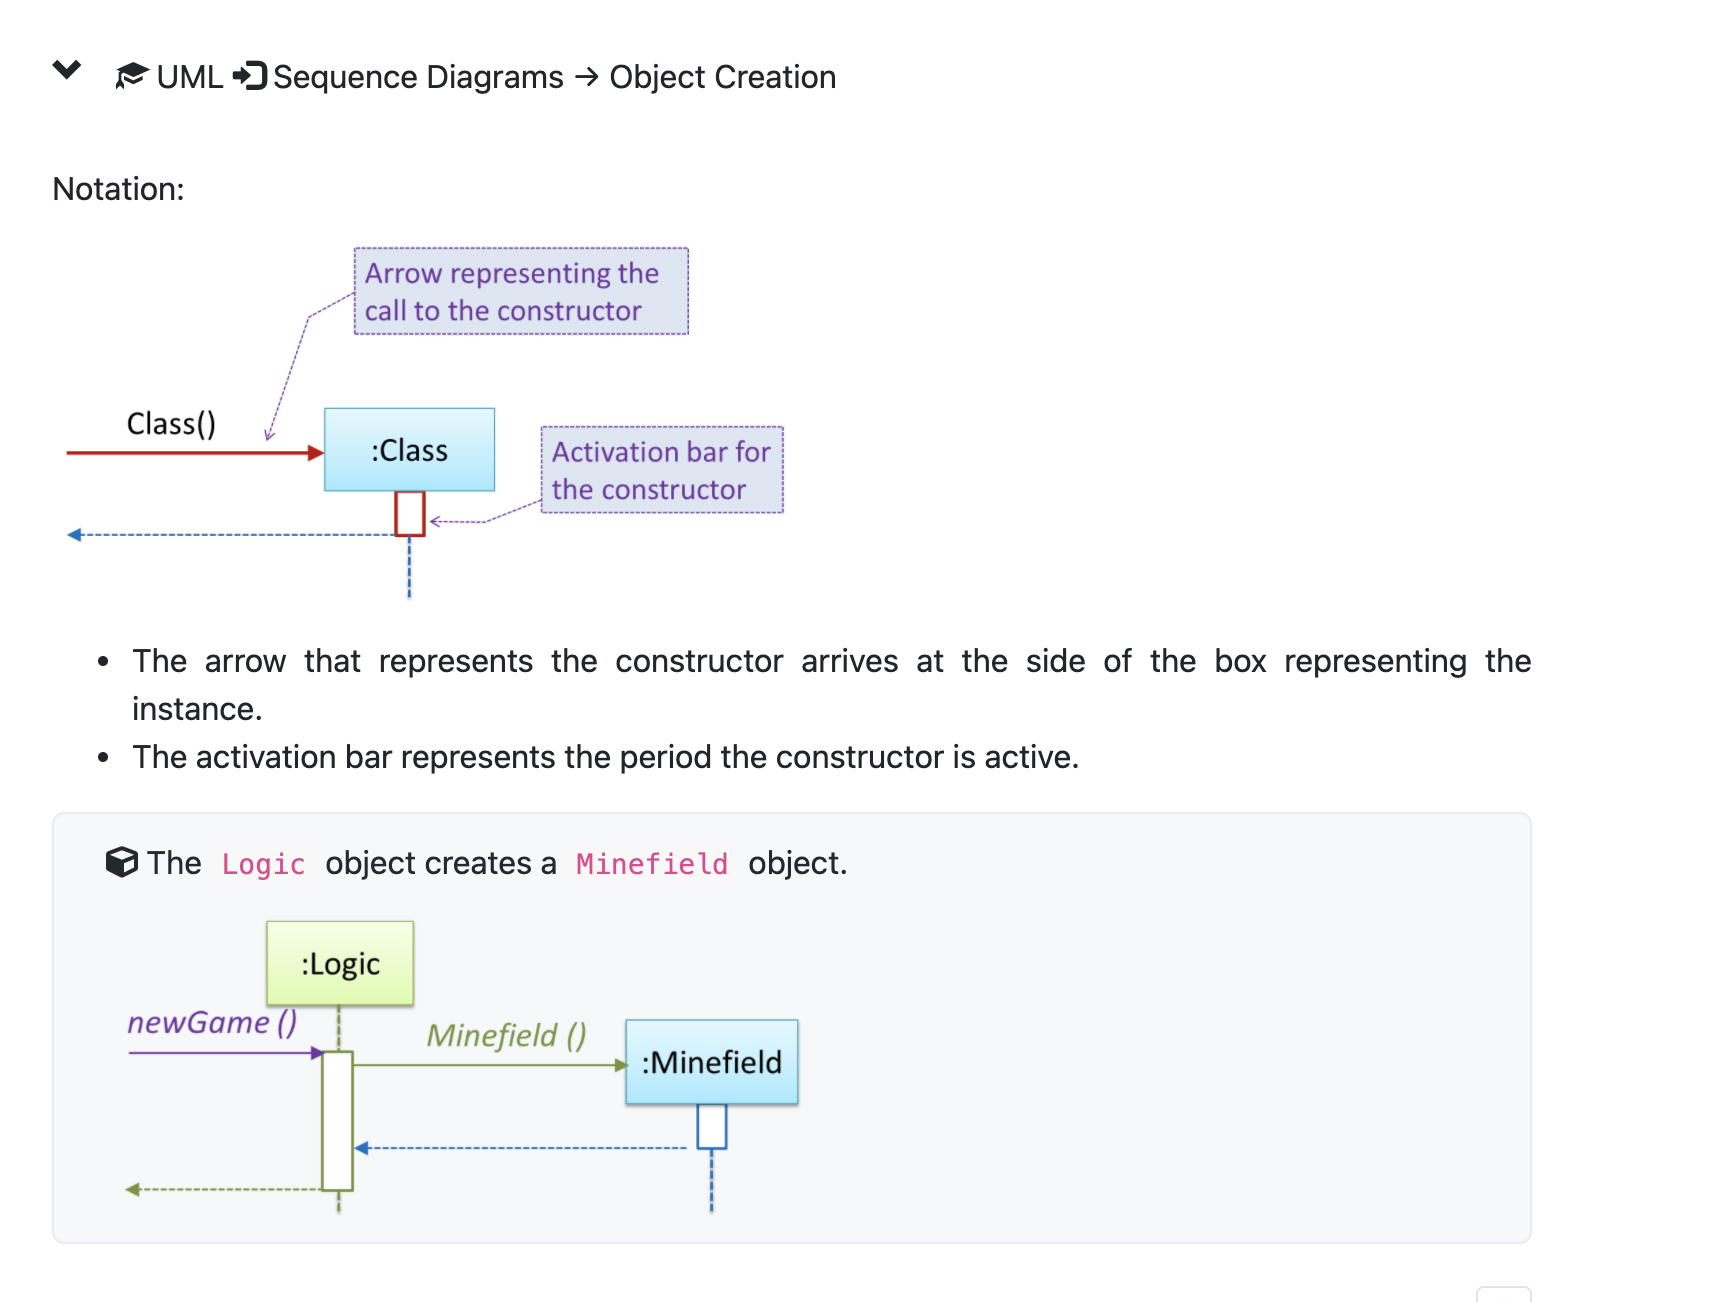 UML Sequence Diagrams → Object Creation
Notation:
Arrow representing the
call to the constructor
Class()
:Class
Activation bar for
the constructor
The arrow that represents the constructor arrives at the side of the box representing the
instance.
The activation bar represents the period the constructor is active.
The Logic object creates a Minefield object.
:Logic
newGame ()
Minefield ()
:Minefield